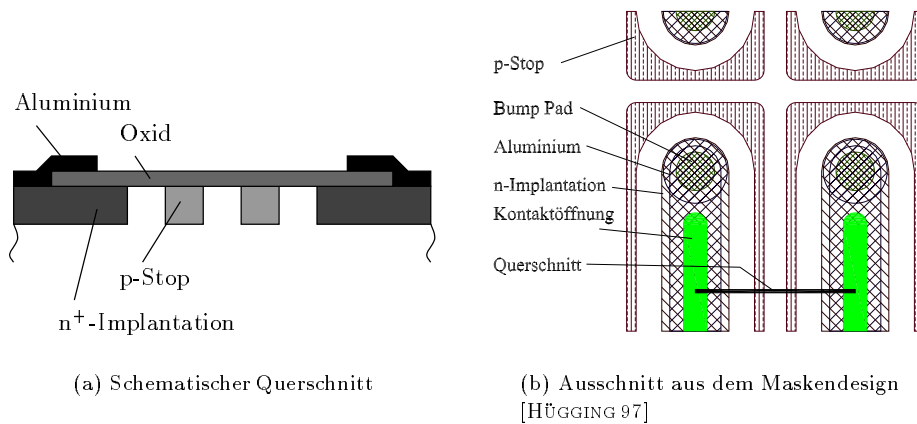 Aluminium
Oxid
p-Stop
n+-Implantation
(a) Schematischer Querschnitt
p-Stop
Bump Pad
Aluminium
n-Implantation
Kontaktöffnung
Querschnitt
(b) Ausschnitt aus dem Maskendesign
[HÜGGING 97]